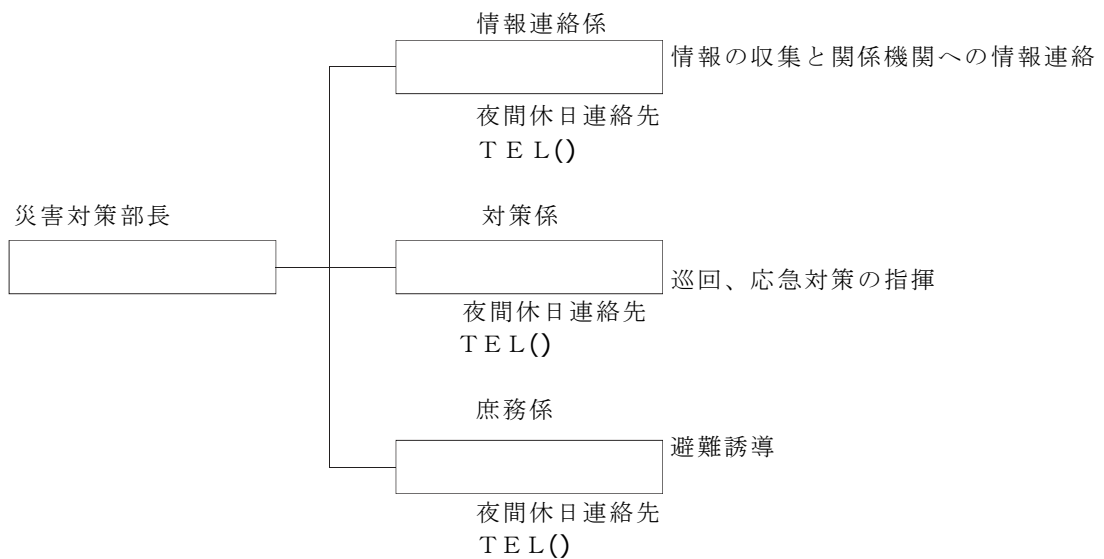 情報連絡係
情報の収集と関係機関への情報連絡
夜間休日連絡先
ＴＥＬ()
災害対策部長
対策係
巡回、応急対策の指揮
夜間休日連絡先
ＴＥＬ()
庶務係
避難誘導
夜間休日連絡先
ＴＥＬ()